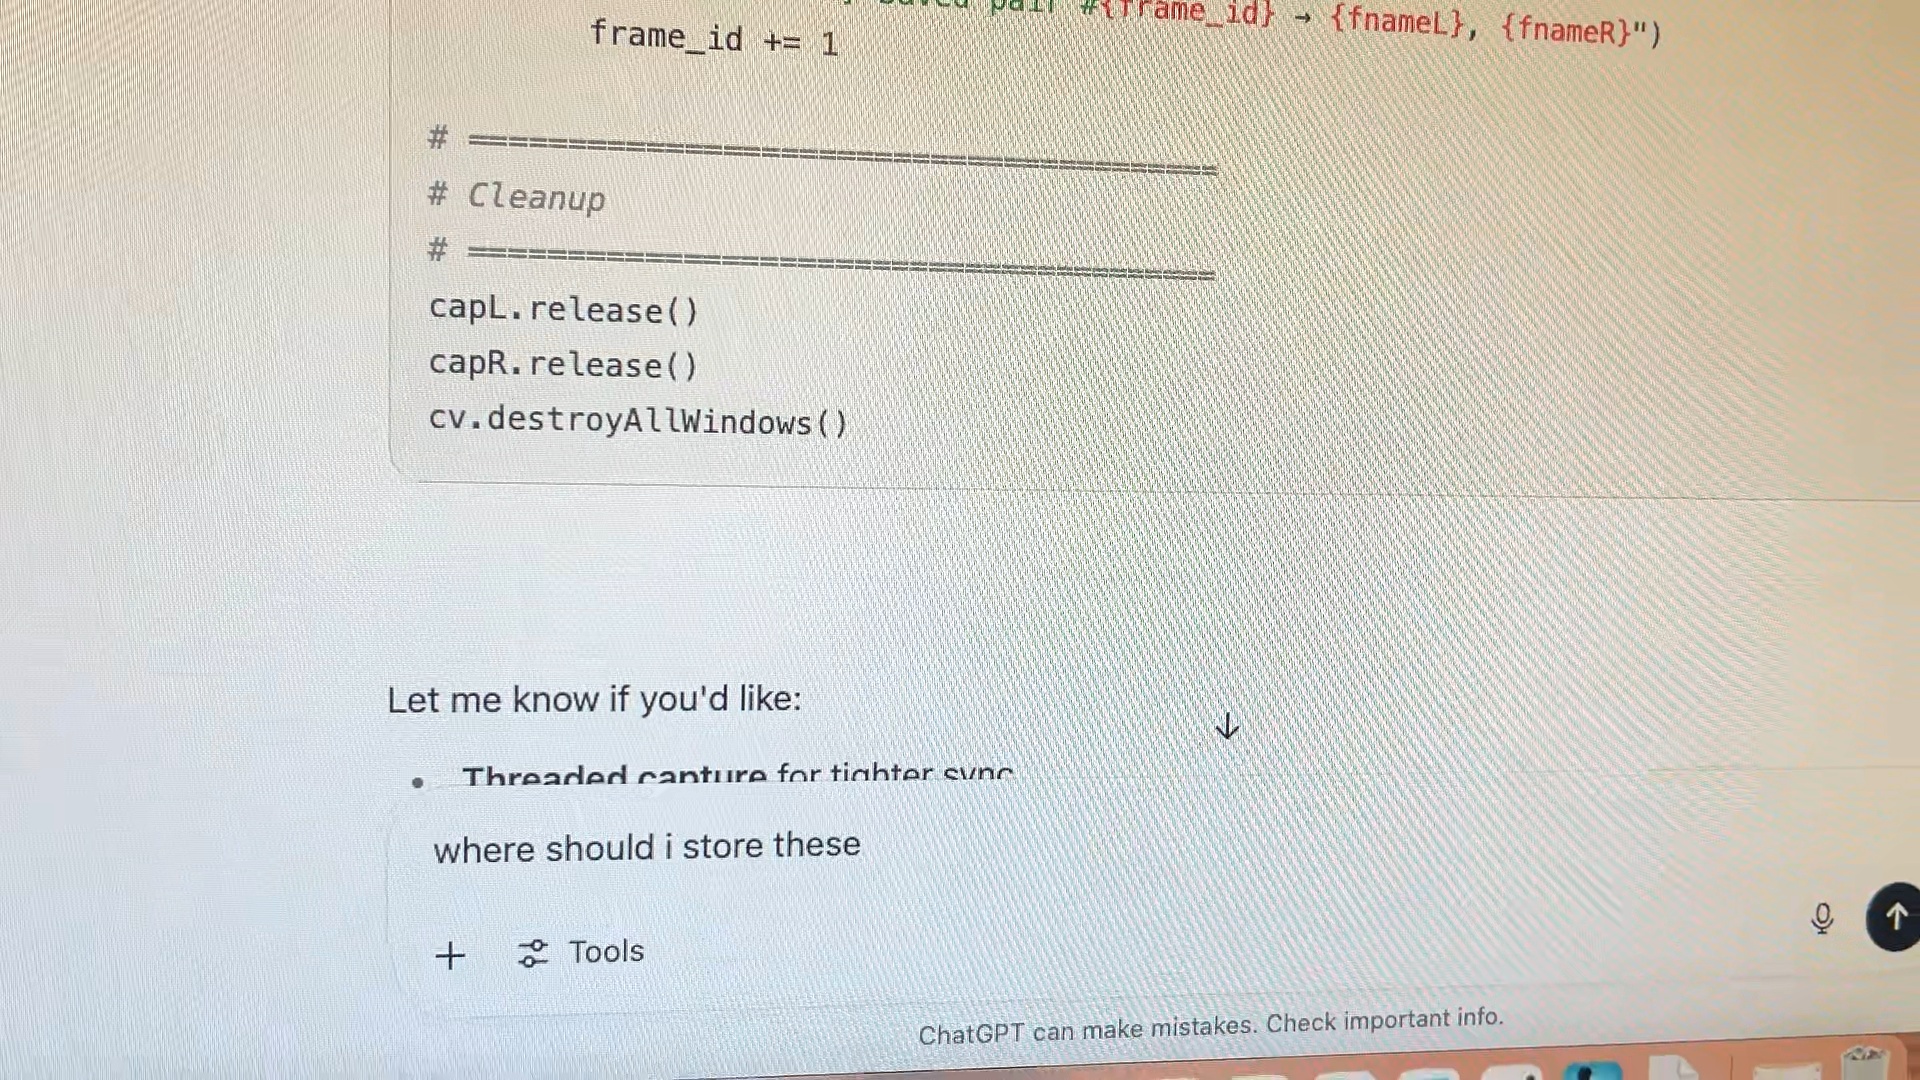 saved pair #{frame_id} → {fnameL}, {fnameR}")
frame_id += 1
# ======================================
# Cleanup
# ======================================
capL.release()
capR.release()
cv.destroyAllWindows()
Let me know if you'd like:
• Threaded capture for tighter sync
where should i store these
Tools
ChatGPT can make mistakes. Check important info.